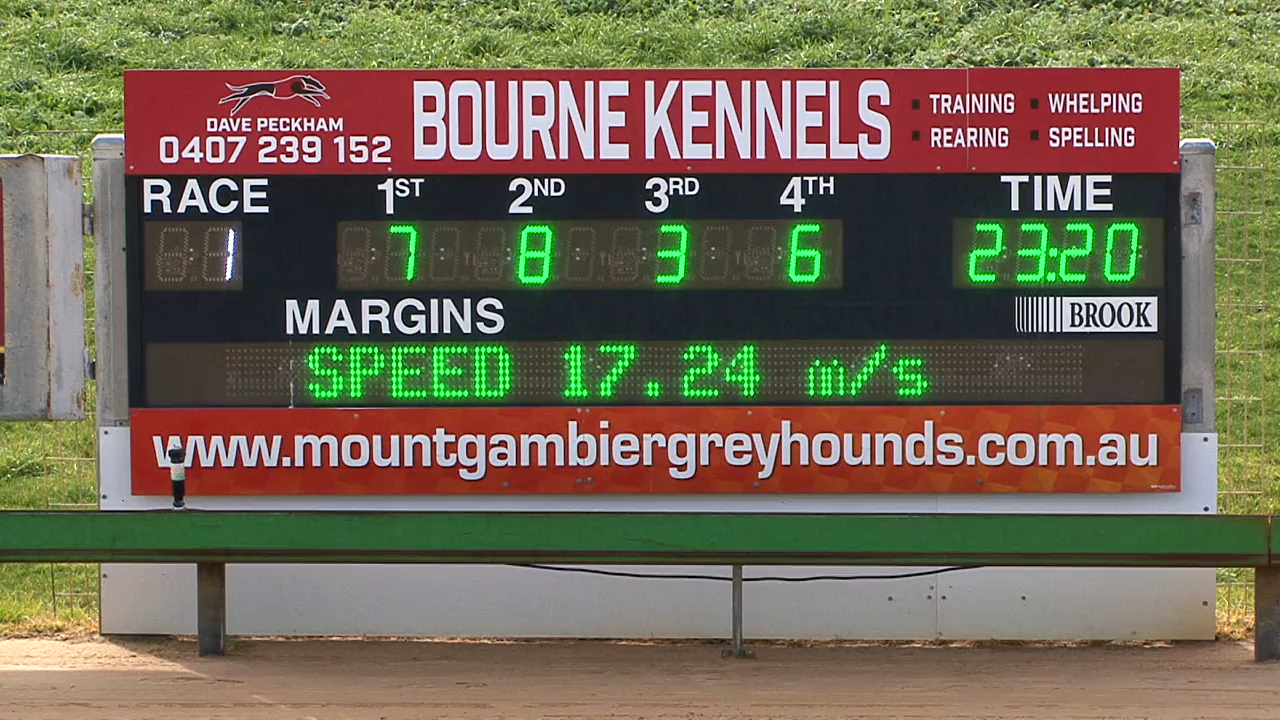 DAVE PECKHAM
0407 239 152
BOURNE KENNELS
TRAINING WHELPING
REARING SPELLING
RACE 1ST 2ND 3RD 4TH TIME
1 7 8 3 6 23:20
MARGINS
BROOK
SPEED 17.24 m/s
www.mountgambiergreyhounds.com.au